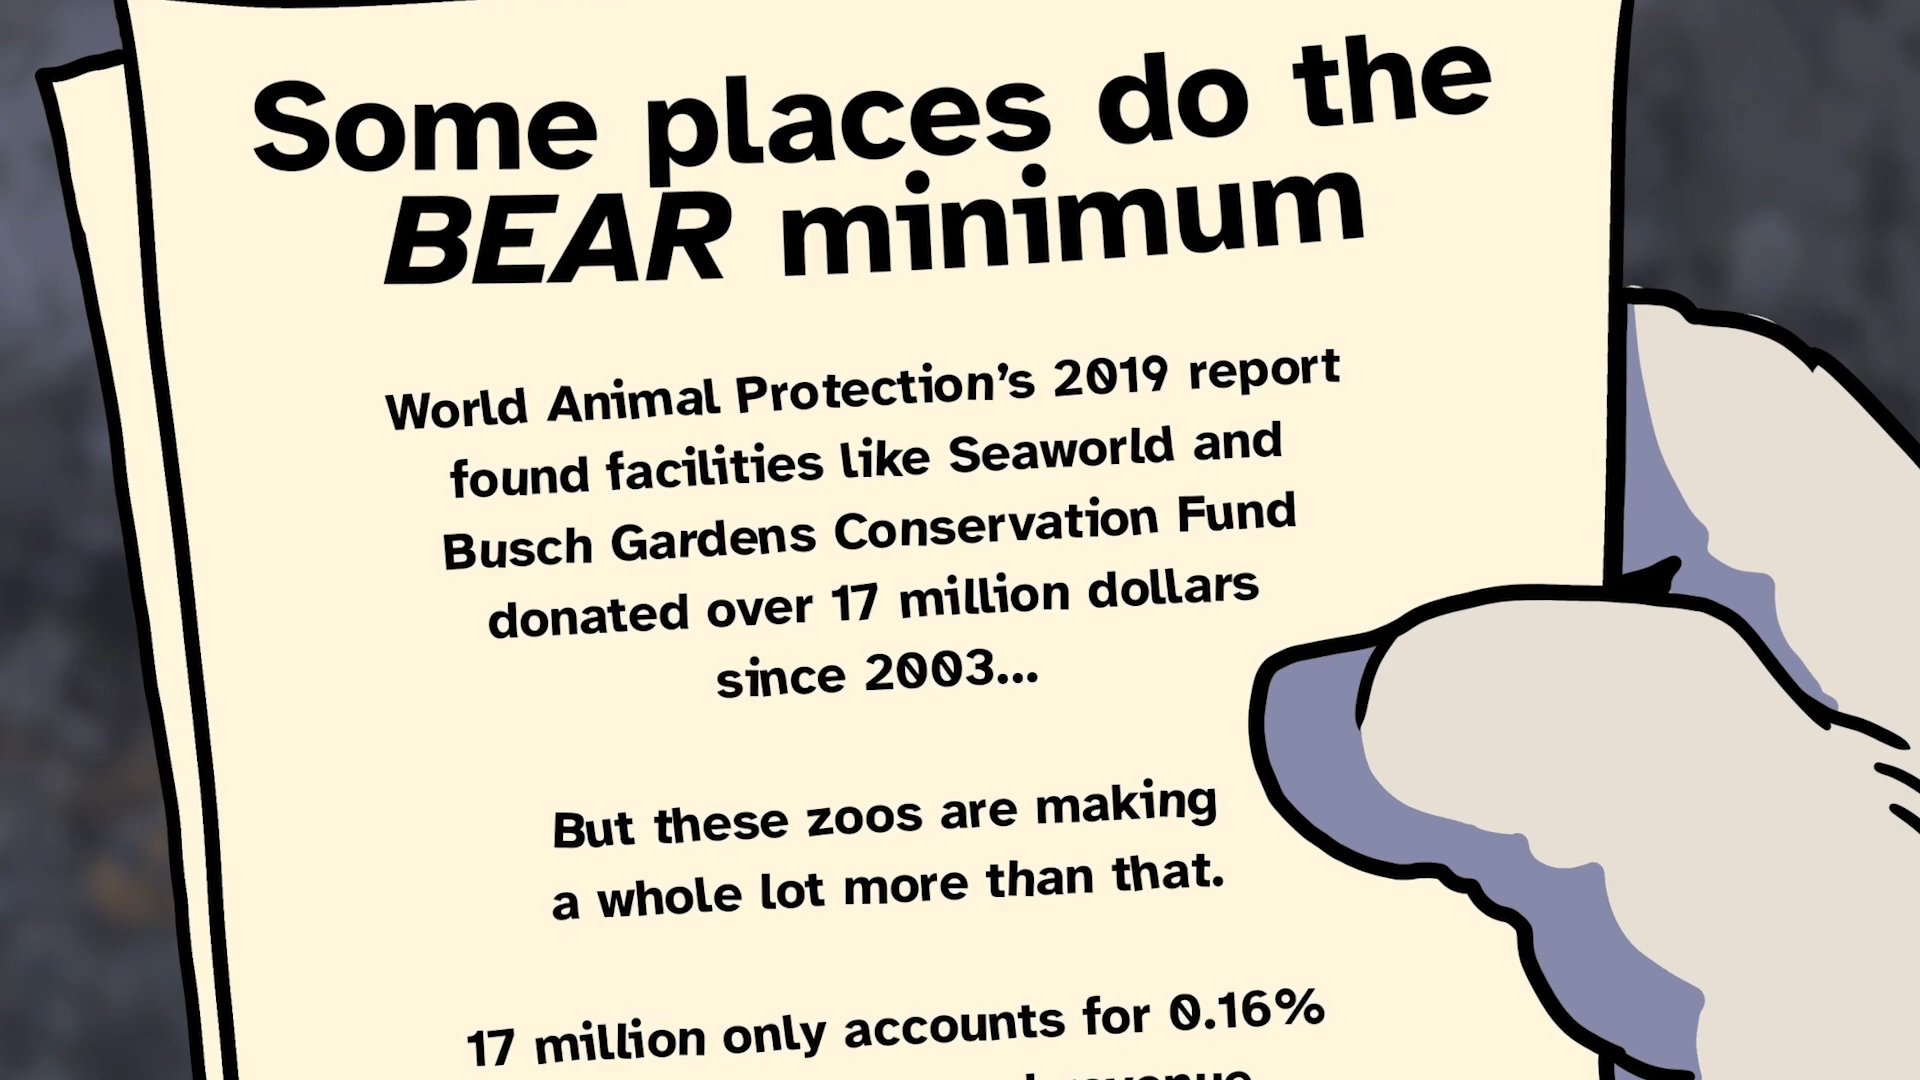 Some places do the
BEAR minimum
World Animal Protection’s 2019 report
found facilities like Seaworld and
Busch Gardens Conservation Fund
donated over 17 million dollars
since 2003...
But these zoos are making
a whole lot more than that.
17 million only accounts for 0.16%
revenue